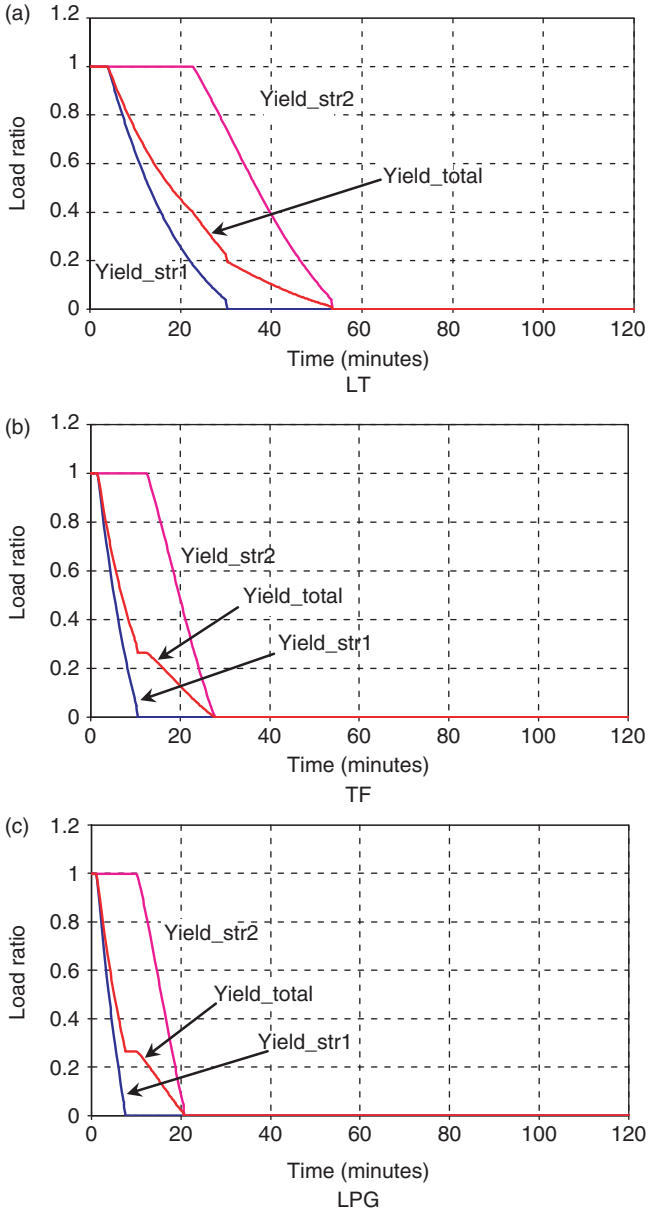 (a)
1.2
1
0.8
0.6
0.4
0.2
0
Load ratio
Yield_str2
Yield_total
Yield_str1
0 20 40 60 80 100 120
Time (minutes)
LT
(b)
1.2
1
0.8
0.6
0.4
0.2
0
Load ratio
Yield_str2
Yield_total
Yield_str1
0 20 40 60 80 100 120
Time (minutes)
TF
(c)
1.2
1
0.8
0.6
0.4
0.2
0
Load ratio
Yield_str2
Yield_total
Yield_str1
0 20 40 60 80 100 120
Time (minutes)
LPG